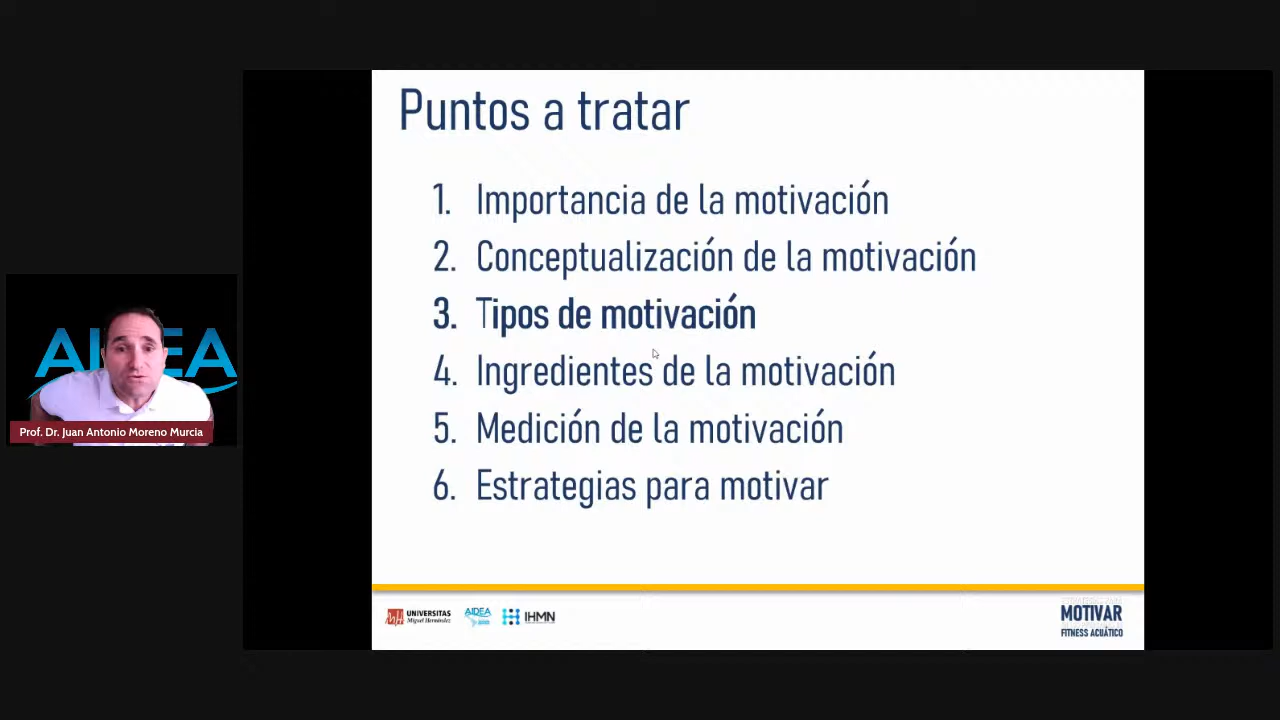 Puntos a tratar
1. Importancia de la motivación
2. Conceptualización de la motivación
3. Tipos de motivación
4. Ingredientes de la motivación
5. Medición de la motivación
6. Estrategias para motivar
AIDEA
Prof. Dr. Juan Antonio Moreno Murcia
UNIVERSITAS
Miguel Hernández
AIDEA
IHMN
MOTIVAR
FITNESS ACUÁTICO